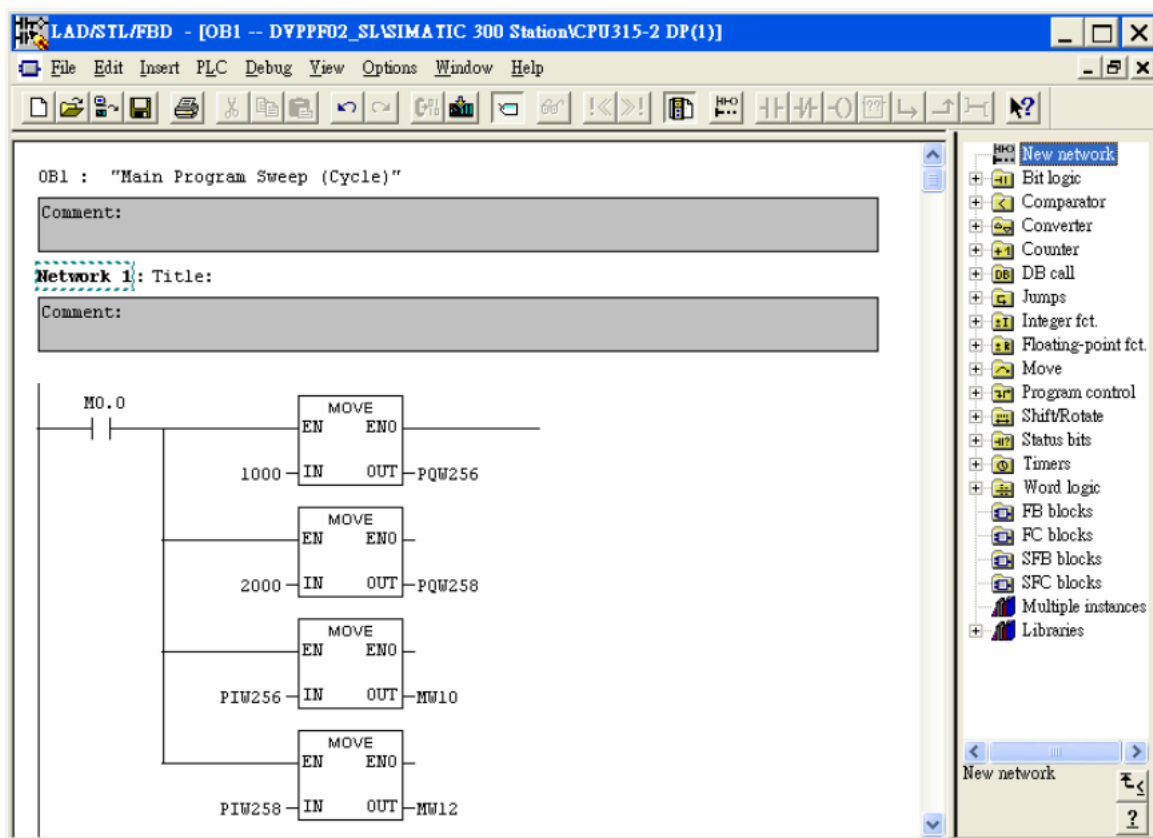 LAD/STL/FBD - [OB1 -- DVPPF02_SL\SIMATIC 300 Station\CPU315-2 DP(1)]
File Edit Insert PLC Debug View Options Window Help
OB1 : "Main Program Sweep (Cycle)"
Comment:
Network 1: Title:
Comment:
M0.0
MOVE
EN ENO
1000 IN OUT PQW256
MOVE
EN ENO
2000 IN OUT PQW258
MOVE
EN ENO
PIW256 IN OUT MW10
MOVE
EN ENO
PIW258 IN OUT MW12
New network
Bit logic
Comparator
Converter
Counter
DB call
Jumps
Integer fct.
Floating-point fct.
Move
Program control
Shift/Rotate
Status bits
Timers
Word logic
FB blocks
FC blocks
SFB blocks
SFC blocks
Multiple instances
Libraries
New network